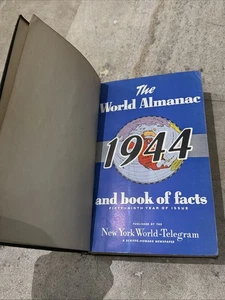 The
World Almanac
1944
and book of facts
FIFTY-NINTH YEAR OF ISSUE
PUBLISHED BY THE
New York World-Telegram
A SCRIPPS-HOWARD NEWSPAPER